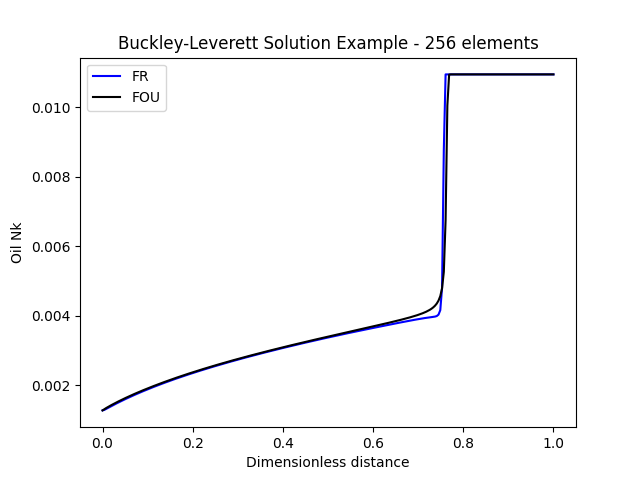 Buckley-Leverett Solution Example - 256 elements
FR
FOU
0.010
0.008
0.006
0.004
0.002
Oil Nk
0.0 0.2 0.4 0.6 0.8 1.0
Dimensionless distance